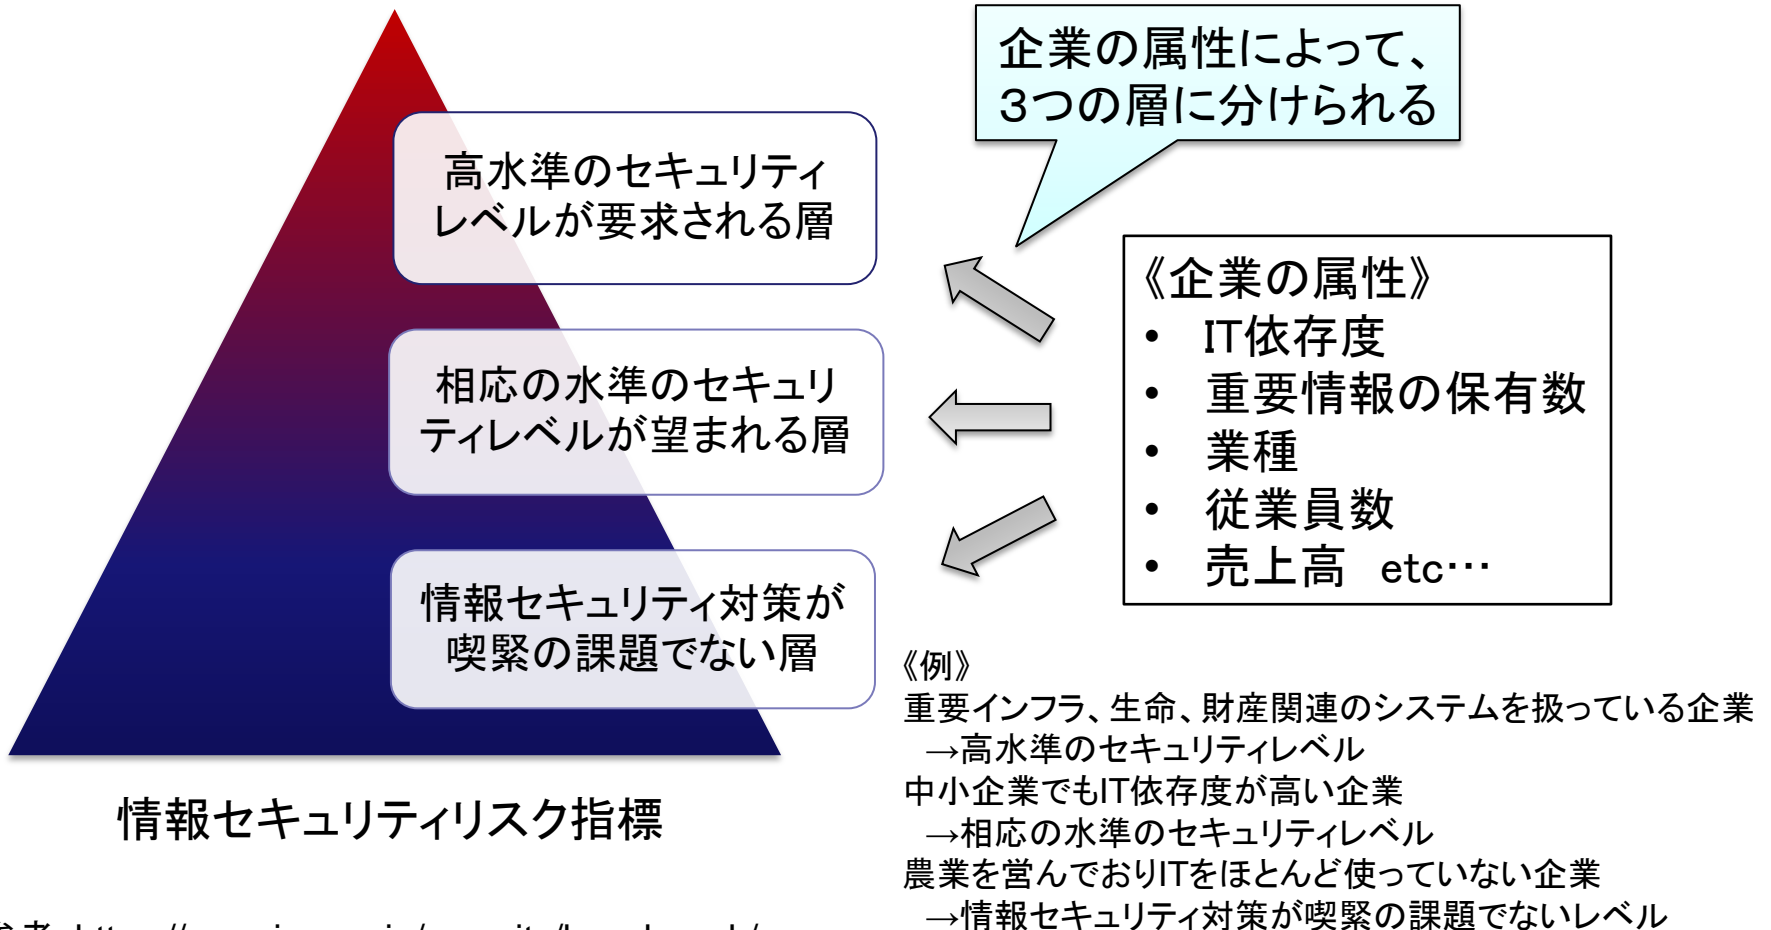 企業の属性によって、
３つの層に分けられる
高水準のセキュリティ
レベルが要求される層
相応の水準のセキュリ
ティレベルが望まれる層
情報セキュリティ対策が
喫緊の課題でない層
情報セキュリティリスク指標
《企業の属性》
• IT依存度
• 重要情報の保有数
• 業種
• 従業員数
• 売上高　etc…
《例》
重要インフラ、生命、財産関連のシステムを扱っている企業
→高水準のセキュリティレベル
中小企業でもIT依存度が高い企業
→相応の水準のセキュリティレベル
農業を営んでおりITをほとんど使っていない企業
→情報セキュリティ対策が喫緊の課題でないレベル